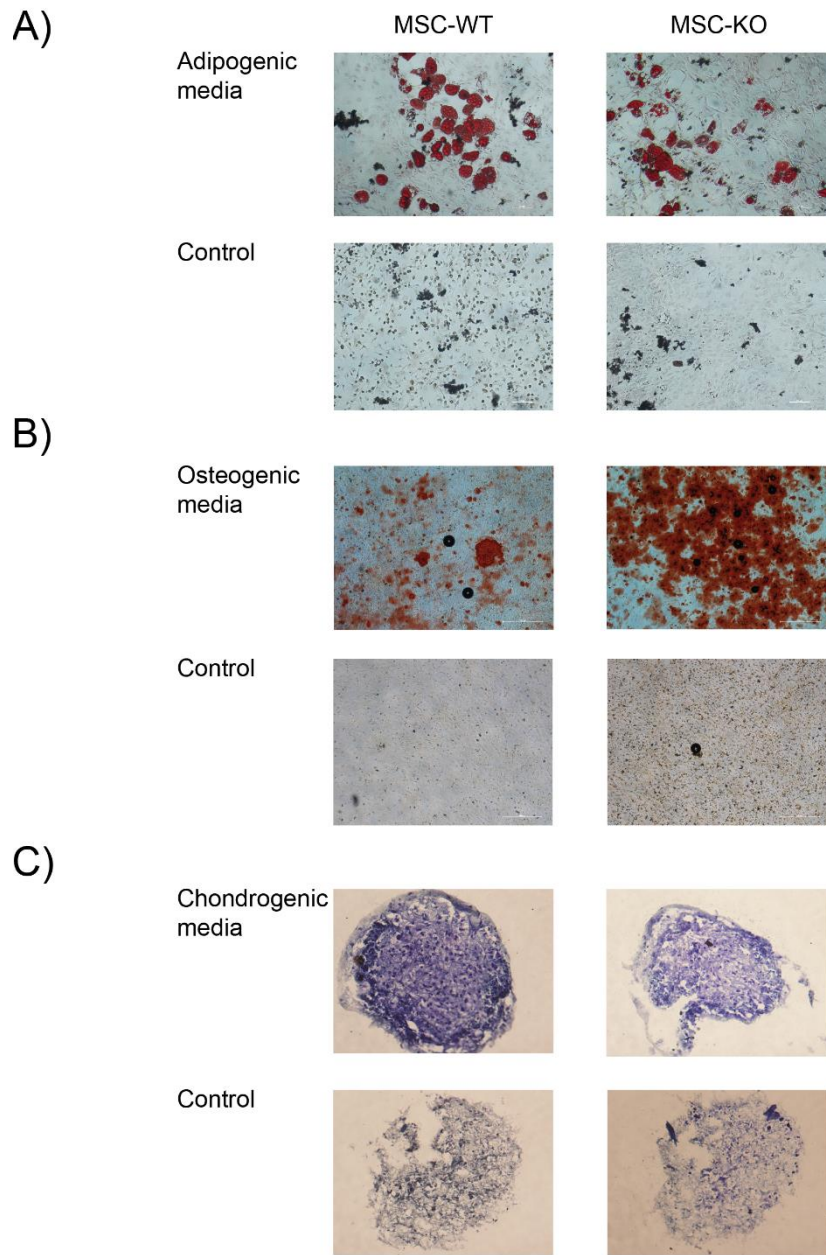 A)
MSC-WT
MSC-KO
Adipogenic
media
Control
B)
Osteogenic
media
Control
C)
Chondrogenic
media
Control